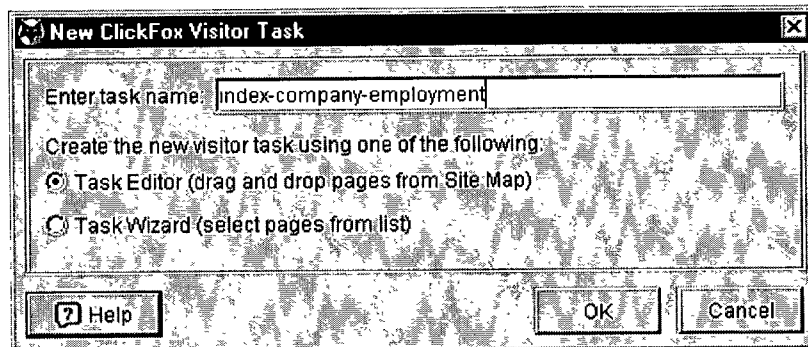 New ClickFox Visitor Task
Enter task name: index-company-employment
Create the new visitor task using one of the following:
Task Editor (drag and drop pages from Site Map)
Task Wizard (select pages from list)
? Help OK Cancel